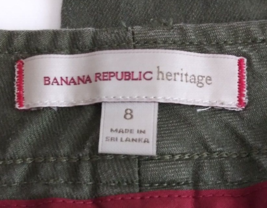 BANANA REPUBLIC heritage
8
MADE IN
SRI LANKA